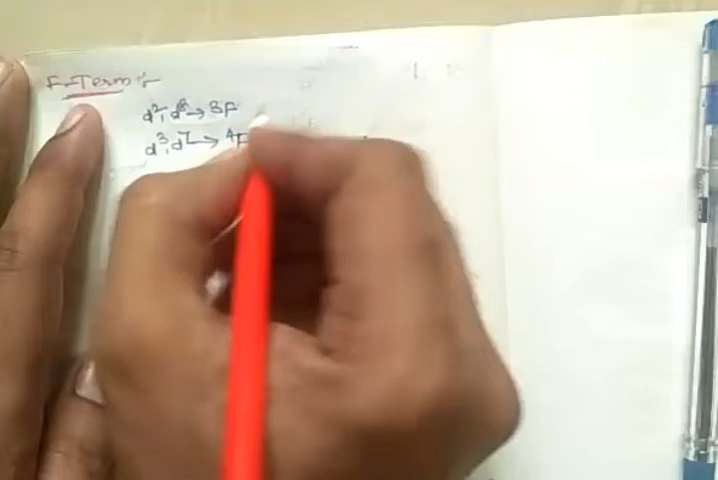 F-Term :-
d², d⁸ → 3F
d³, d⁷ → ⁴F